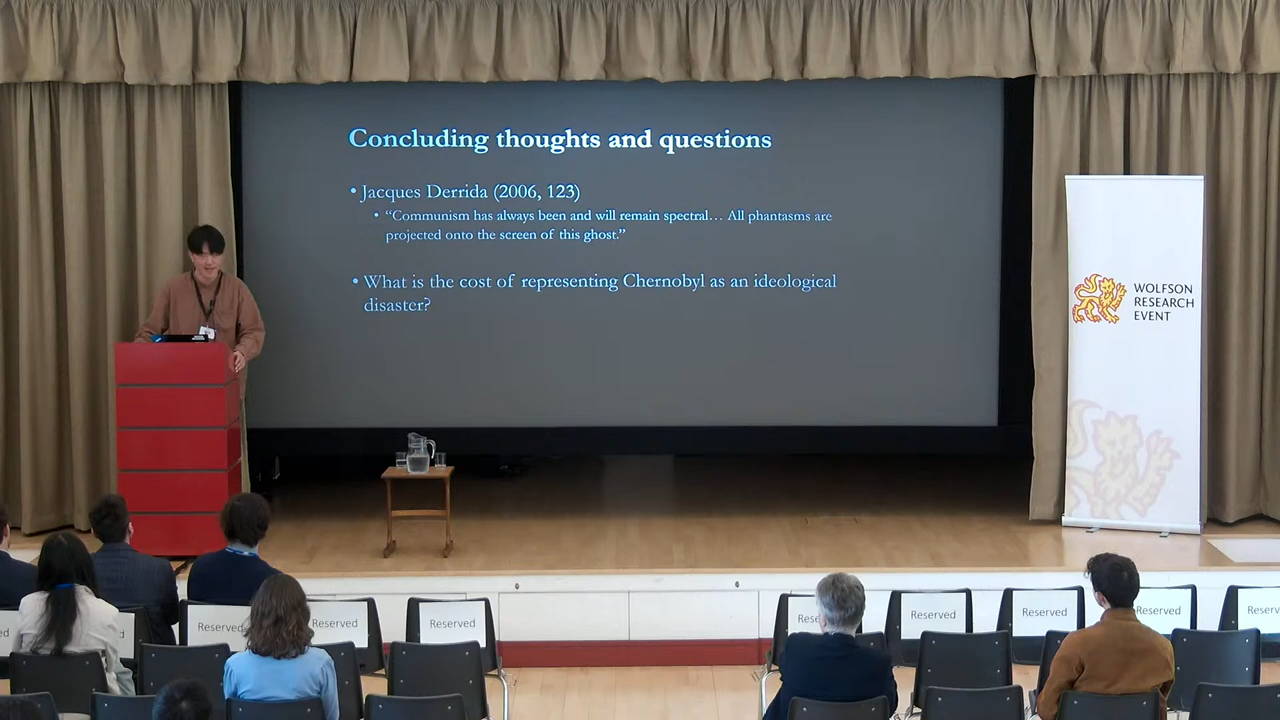 Concluding thoughts and questions
• Jacques Derrida (2006, 123)
• “Communism has always been and will remain spectral… All phantasms are
projected onto the screen of this ghost.”
• What is the cost of representing Chernobyl as an ideological
disaster?
WOLFSON
RESEARCH
EVENT
Reserved
Reserved
Reserved
Reserved
Reserved
Reserved